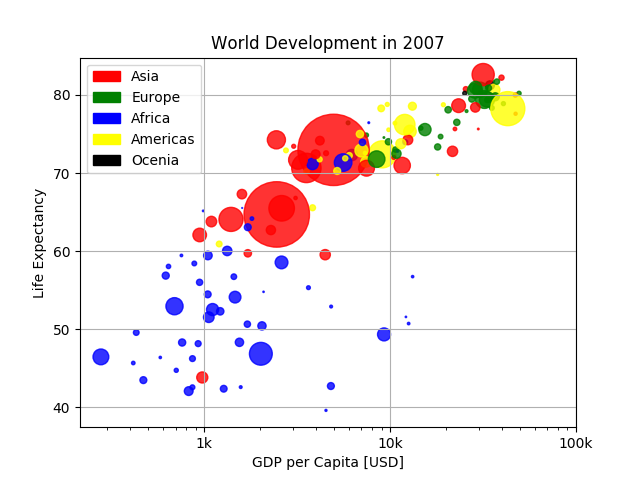 World Development in 2007
Asia
Europe
Africa
Americas
Ocenia
80
70
60
50
40
Life Expectancy
1k
10k
100k
GDP per Capita [USD]